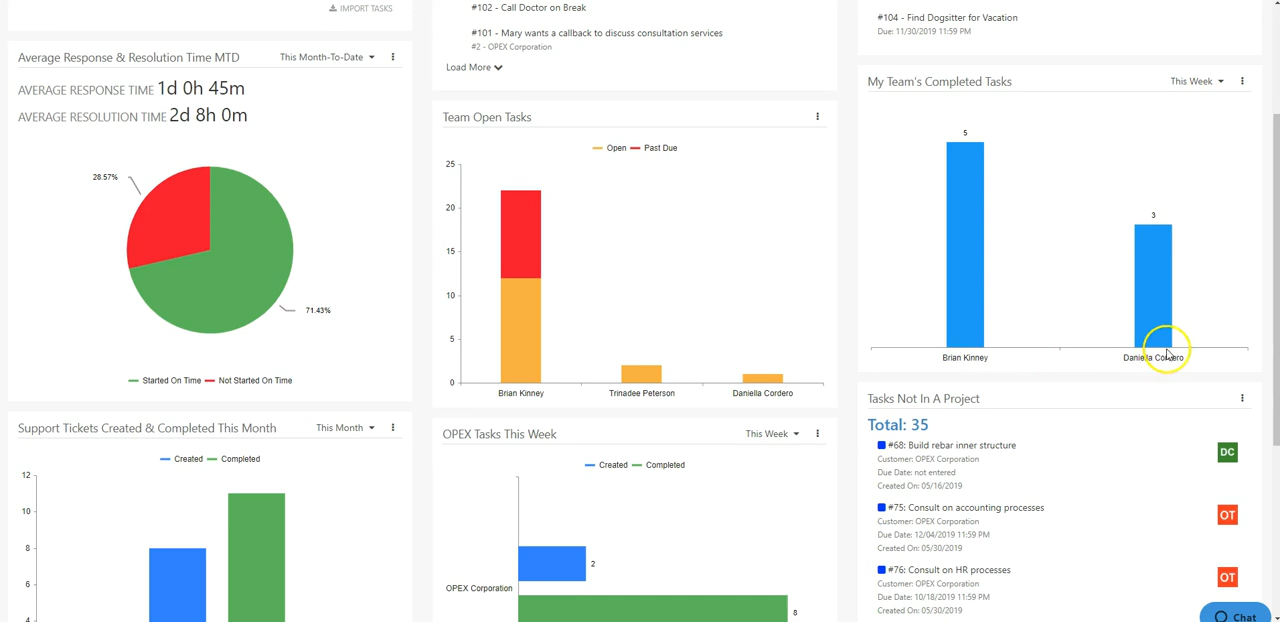 IMPORT TASKS
Average Response & Resolution Time MTD
This Month-To-Date
AVERAGE RESPONSE TIME 1d 0h 45m
AVERAGE RESOLUTION TIME 2d 8h 0m
28.57%
71.43%
Started On Time
Not Started On Time
Support Tickets Created & Completed This Month
This Month
Created
Completed
12
10
8
6
4
#102 - Call Doctor on Break
#101 - Mary wants a callback to discuss consultation services
#2 - OPEX Corporation
Load More
Team Open Tasks
Open
Past Due
25
20
15
10
5
0
Brian Kinney
Trinadee Peterson
Daniella Cordero
OPEX Tasks This Week
This Week
Created
Completed
2
OPEX Corporation
8
#104 - Find Dogsitter for Vacation
Due: 11/30/2019 11:59 PM
My Team's Completed Tasks
This Week
5
3
Brian Kinney
Daniella Cordero
Tasks Not In A Project
Total: 35
#68: Build rebar inner structure
Customer: OPEX Corporation
Due Date: not entered
Created On: 05/16/2019
DC
#75: Consult on accounting processes
Customer: OPEX Corporation
Due Date: 12/04/2019 11:59 PM
Created On: 05/30/2019
OT
#76: Consult on HR processes
Customer: OPEX Corporation
Due Date: 10/18/2019 11:59 PM
Created On: 05/30/2019
OT
Chat